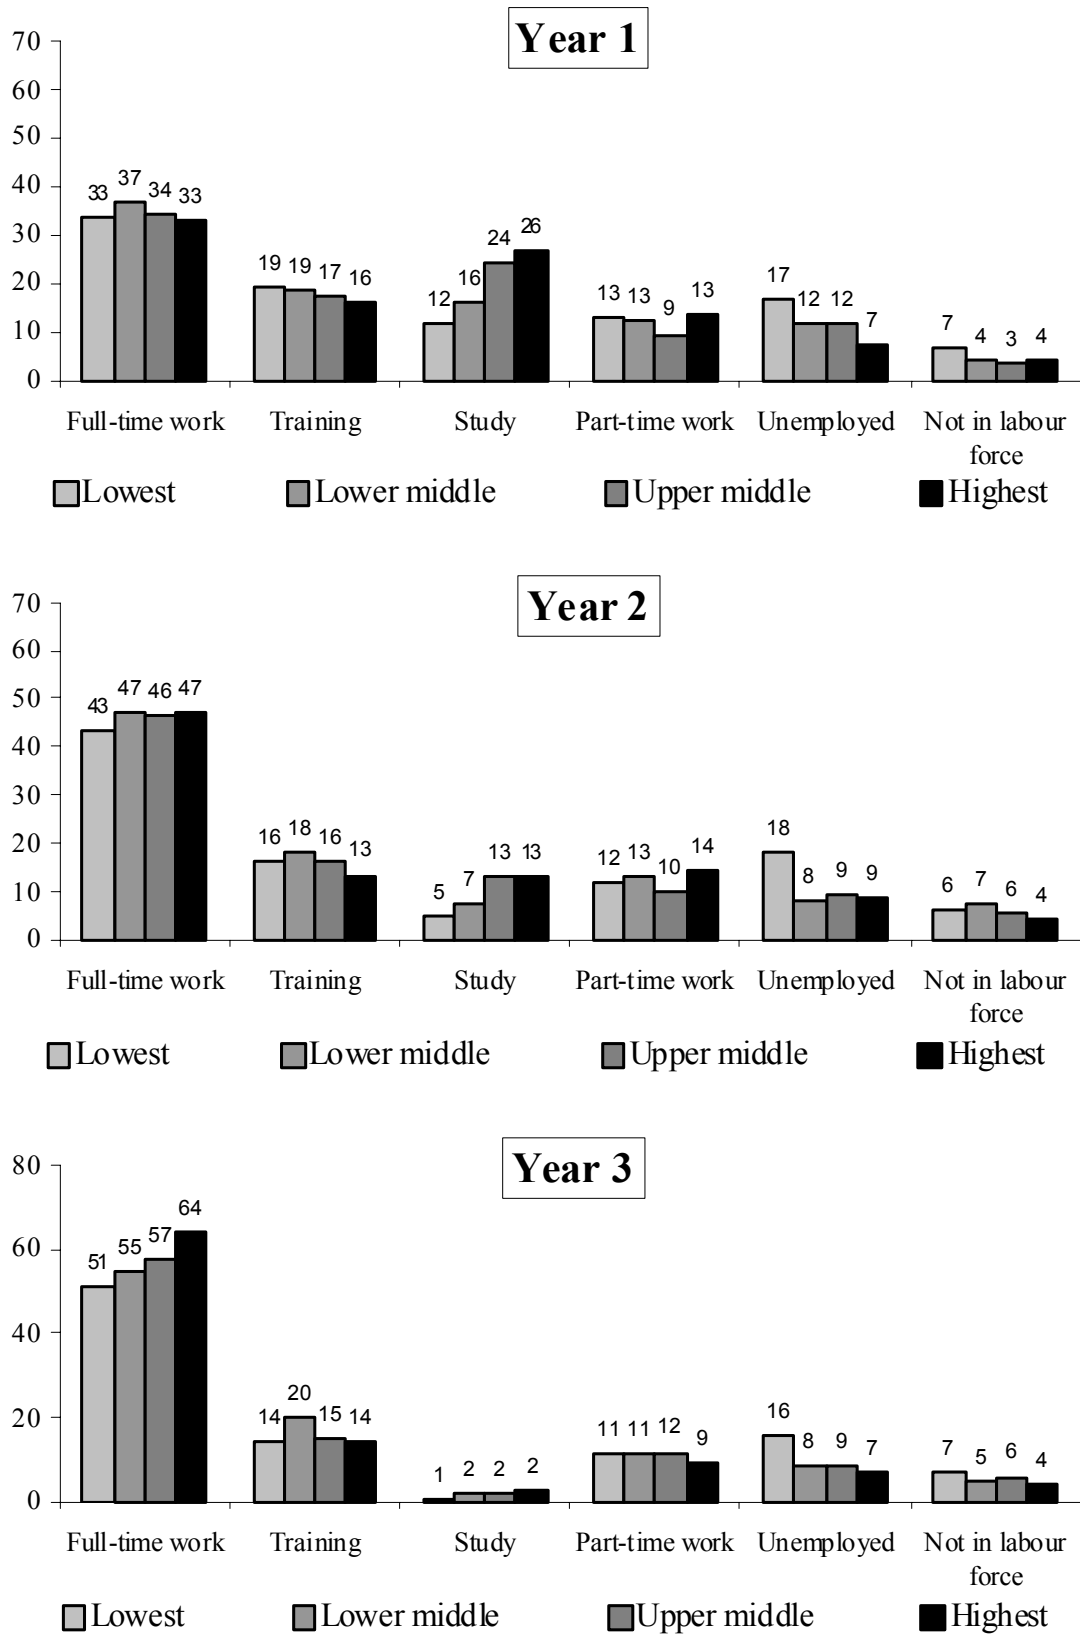 Year 1
70
60
50
40
30
20
10
0
33 37 34 33
19 19 17 16
12 16 24 26
13 13 9 13
17 12 12 7
7 4 3 4
Full-time work Training Study Part-time work Unemployed Not in labour
force
Lowest Lower middle Upper middle Highest
Year 2
70
60
50
40
30
20
10
0
43 47 46 47
16 18 16 13
5 7 13 13
12 13 10 14
18 8 9 9
6 7 6 4
Full-time work Training Study Part-time work Unemployed Not in labour
force
Lowest Lower middle Upper middle Highest
Year 3
80
60
40
20
0
51 55 57 64
14 20 15 14
1 2 2 2
11 11 12 9
16 8 9 7
7 5 6 4
Full-time work Training Study Part-time work Unemployed Not in labour
force
Lowest Lower middle Upper middle Highest